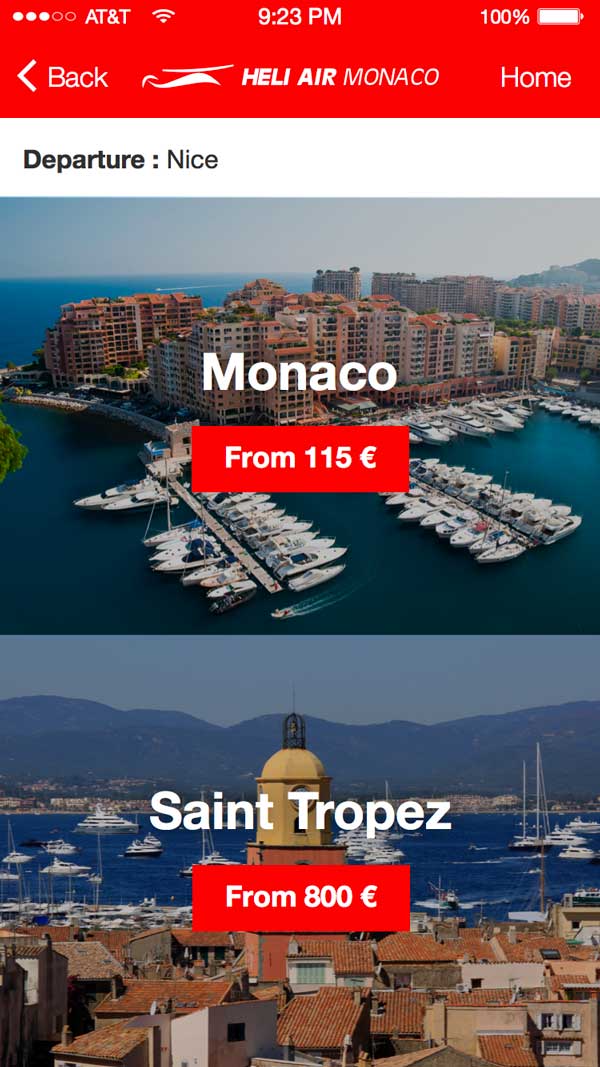 AT&T 9:23 PM 100%
Back HELI AIR MONACO Home
Departure : Nice
Monaco
From 115 €
Saint Tropez
From 800 €